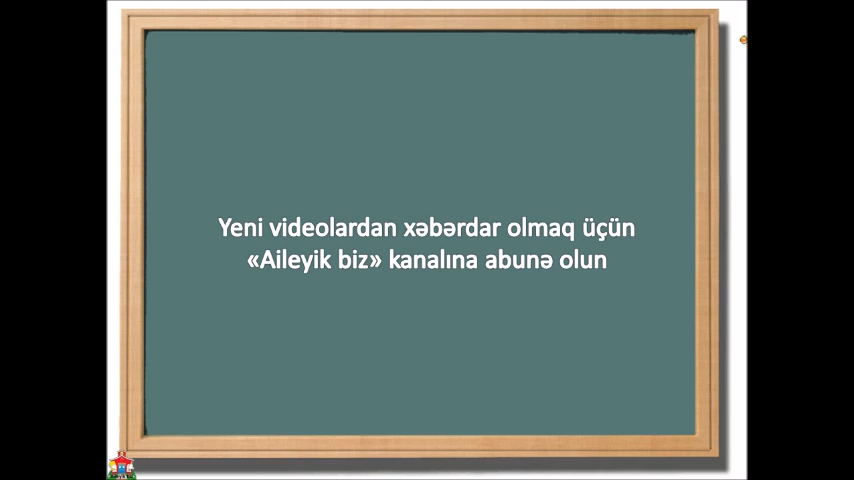 Yeni videolardan xəbərdar olmaq üçün
«Aileyik biz» kanalına abunə olun